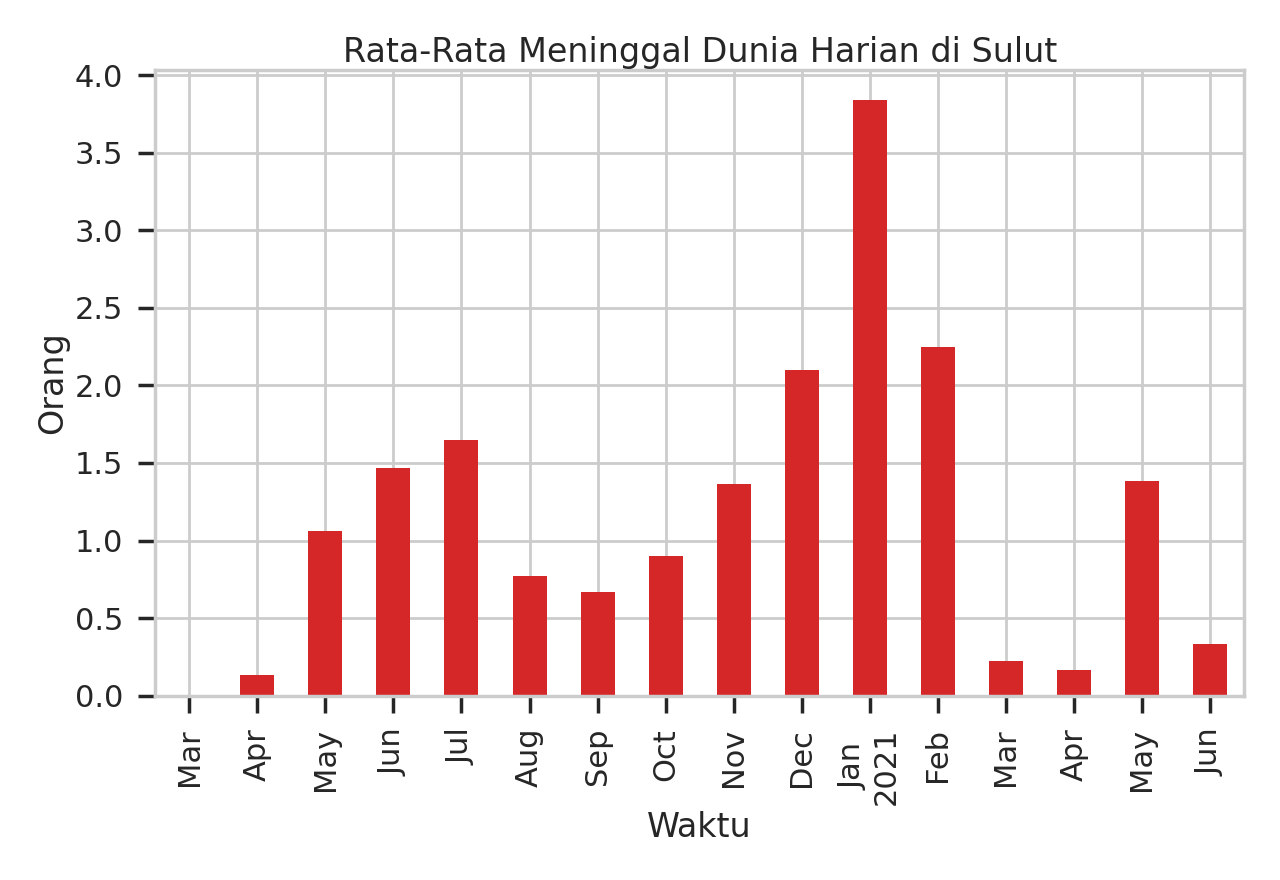 Rata-Rata Meninggal Dunia Harian di Sulut
4.0
3.5
3.0
2.5
2.0
1.5
1.0
0.5
0.0
Orang
Mar
Apr
May
Jun
Jul
Aug
Sep
Oct
Nov
Dec
Jan
2021
Feb
Mar
Apr
May
Jun
Waktu